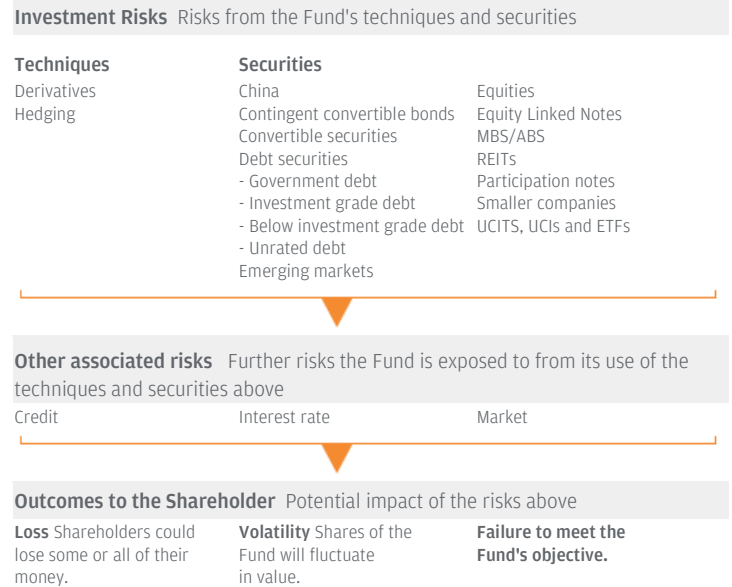 Investment Risks Risks from the Fund's techniques and securities
Techniques
Derivatives
Hedging
Securities
China
Contingent convertible bonds
Convertible securities
Debt securities
- Government debt
- Investment grade debt
- Below investment grade debt
- Unrated debt
Emerging markets
Equities
Equity Linked Notes
MBS/ABS
REITs
Participation notes
Smaller companies
UCITS, UCIs and ETFs
Other associated risks Further risks the Fund is exposed to from its use of the
techniques and securities above
Credit
Interest rate
Market
Outcomes to the Shareholder Potential impact of the risks above
Loss Shareholders could
lose some or all of their
money.
Volatility Shares of the
Fund will fluctuate
in value.
Failure to meet the
Fund's objective.